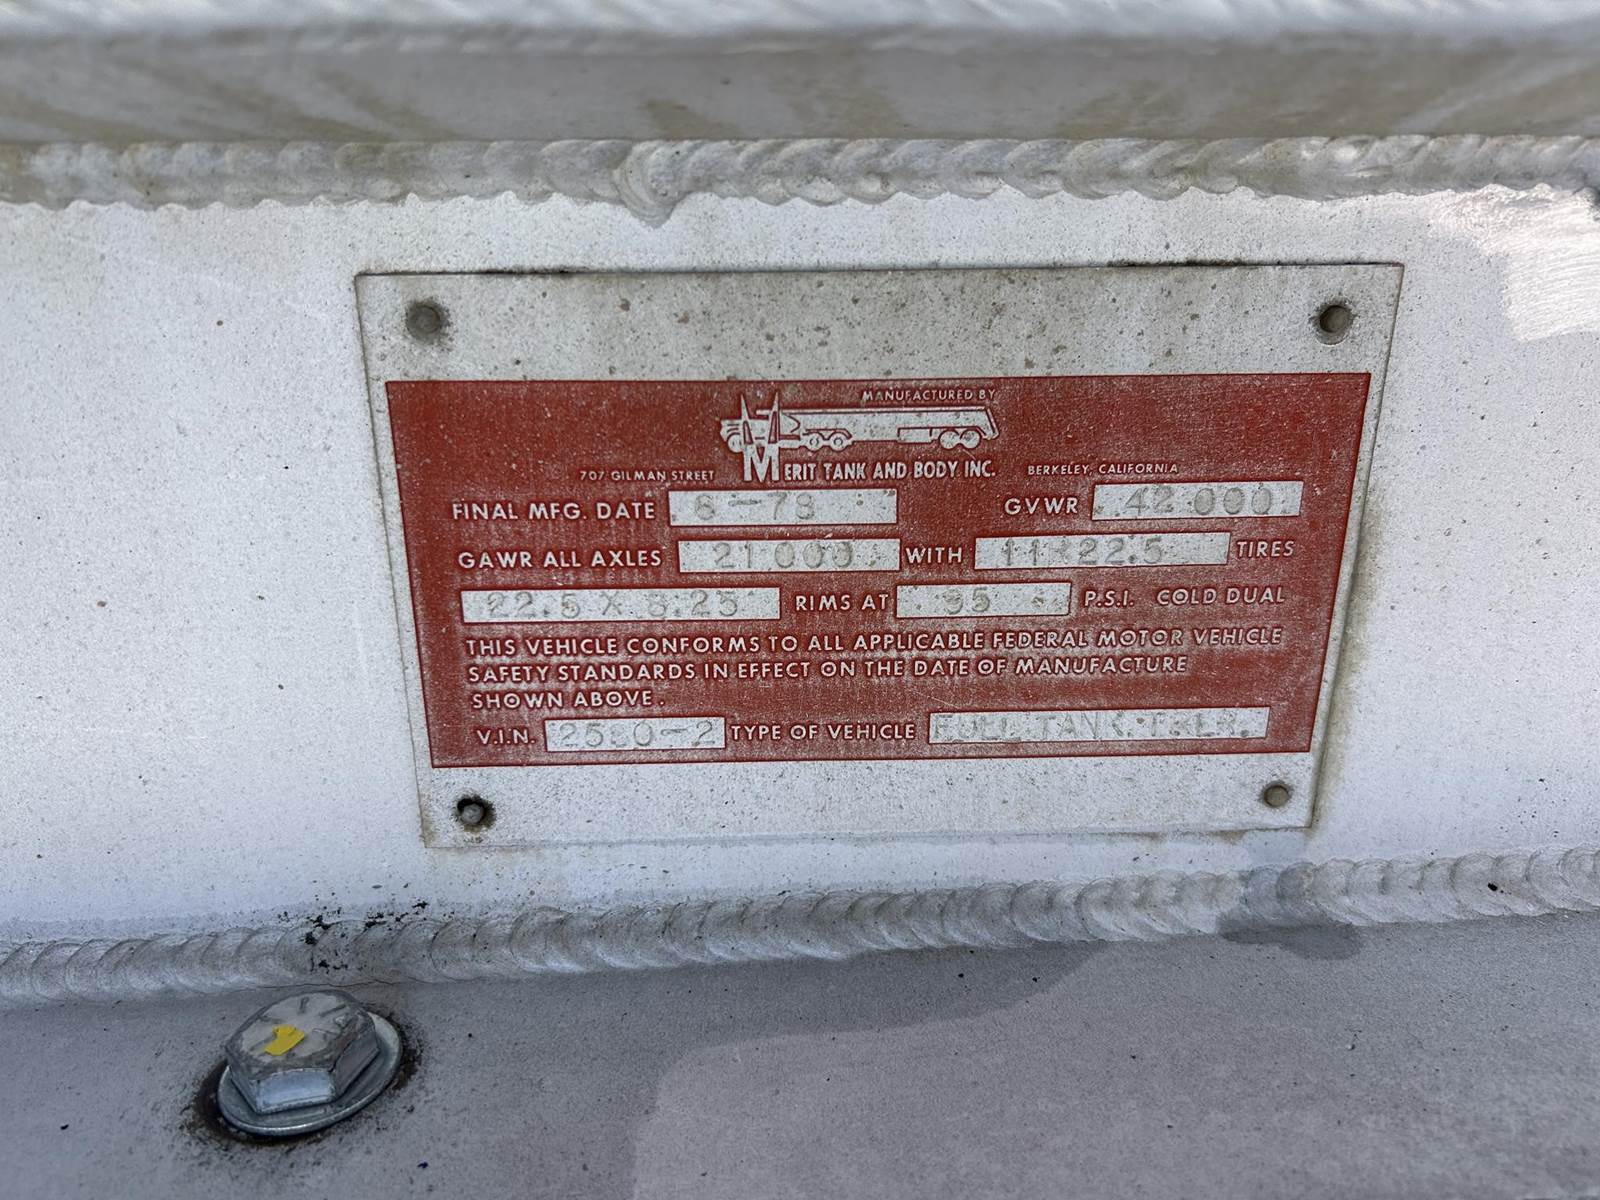 MANUFACTURED BY
707 GILMAN STREET MERIT TANK AND BODY INC. BERKELEY, CALIFORNIA
FINAL MFG. DATE 6-78 GVWR 42 000
GAWR ALL AXLES 21 000 WITH 11-22.5 TIRES
22.5 X 8.25 RIMS AT 95 P.S.I. COLD DUAL
THIS VEHICLE CONFORMS TO ALL APPLICABLE FEDERAL MOTOR VEHICLE
SAFETY STANDARDS IN EFFECT ON THE DATE OF MANUFACTURE
SHOWN ABOVE.
V.I.N. TYPE OF VEHICLE FULL TANK